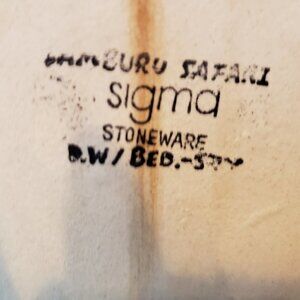 SAMBURU SAFARI
sigma
STONEWARE
D.W/BED.-